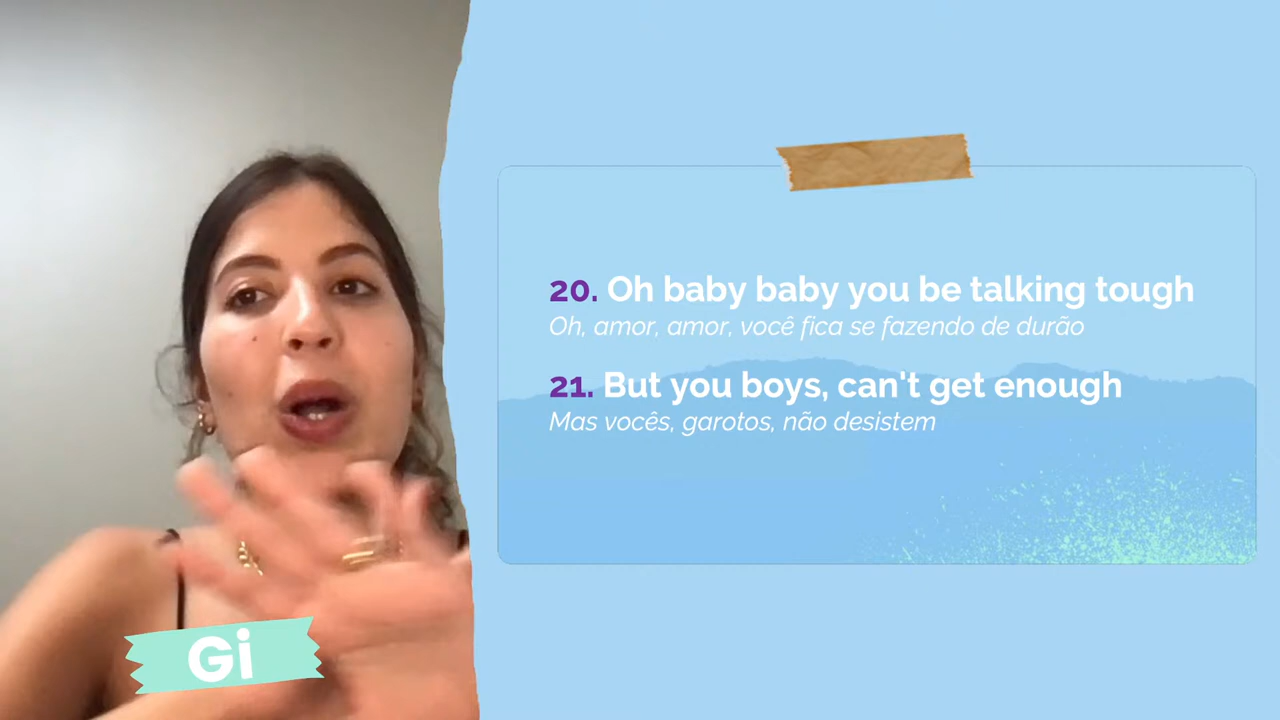 20. Oh baby baby you be talking tough
Oh, amor, amor, você fica se fazendo de durão
21. But you boys, can't get enough
Mas vocês, garotos, não desistem
Gi